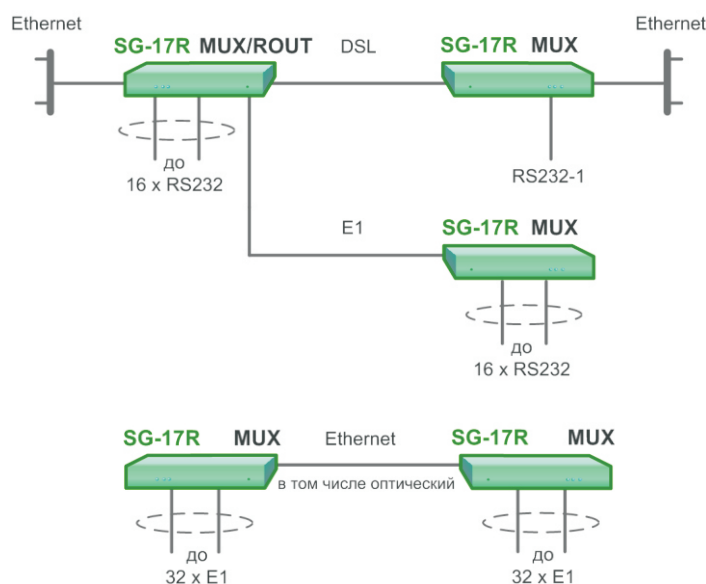 Ethernet
Ethernet
SG-17R MUX/ROUT
DSL
SG-17R MUX
до
16 x RS232
RS232-1
E1
SG-17R MUX
до
16 x RS232
SG-17R MUX
Ethernet
SG-17R MUX
в том числе оптический
до
32 x E1
до
32 x E1